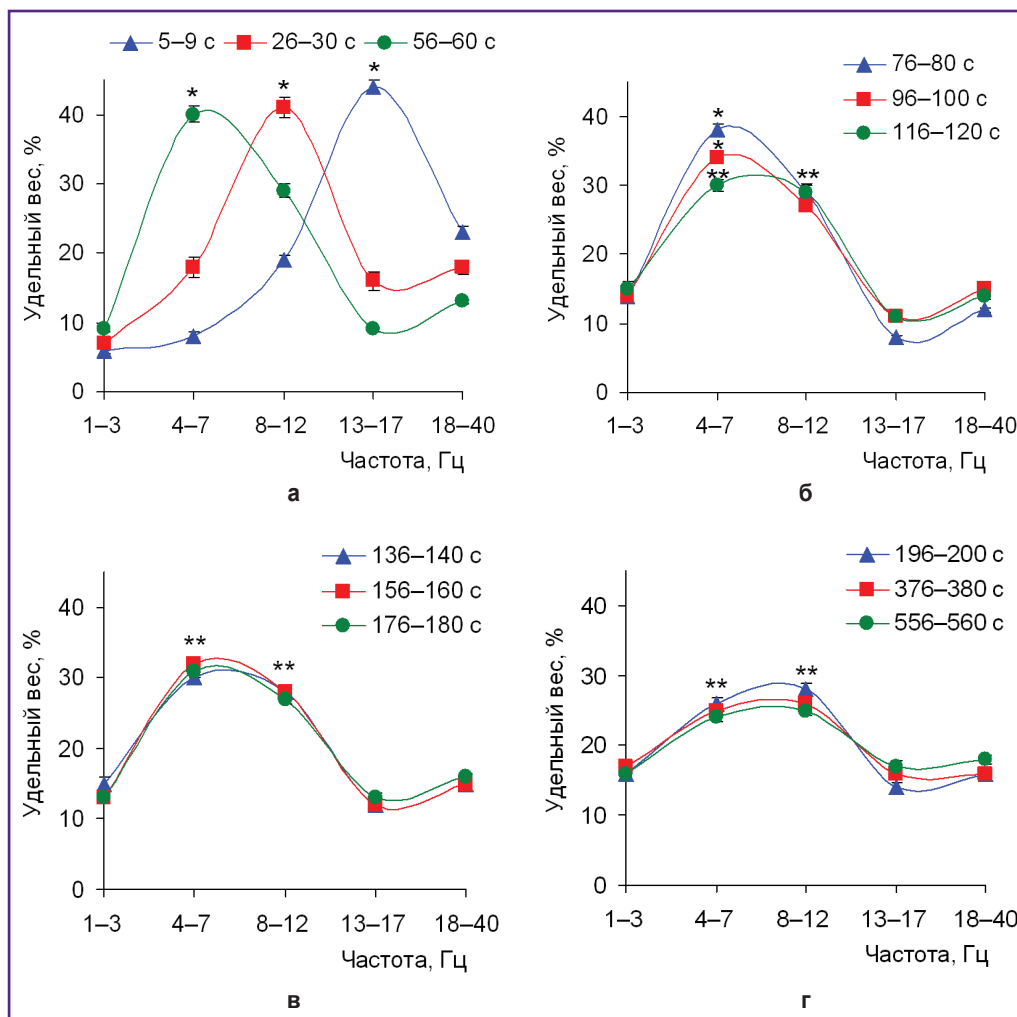 5–9 с 26–30 с 56–60 с
Удельный вес, %
40
30
20
10
0
* * *
1–3 4–7 8–12 13–17 18–40
Частота, Гц
а
76–80 с
96–100 с
116–120 с
Удельный вес, %
40
30
20
10
0
*
*
** **
1–3 4–7 8–12 13–17 18–40
Частота, Гц
б
136–140 с
156–160 с
176–180 с
Удельный вес, %
40
30
20
10
0
** **
1–3 4–7 8–12 13–17 18–40
Частота, Гц
в
196–200 с
376–380 с
556–560 с
Удельный вес, %
40
30
20
10
0
** **
1–3 4–7 8–12 13–17 18–40
Частота, Гц
г